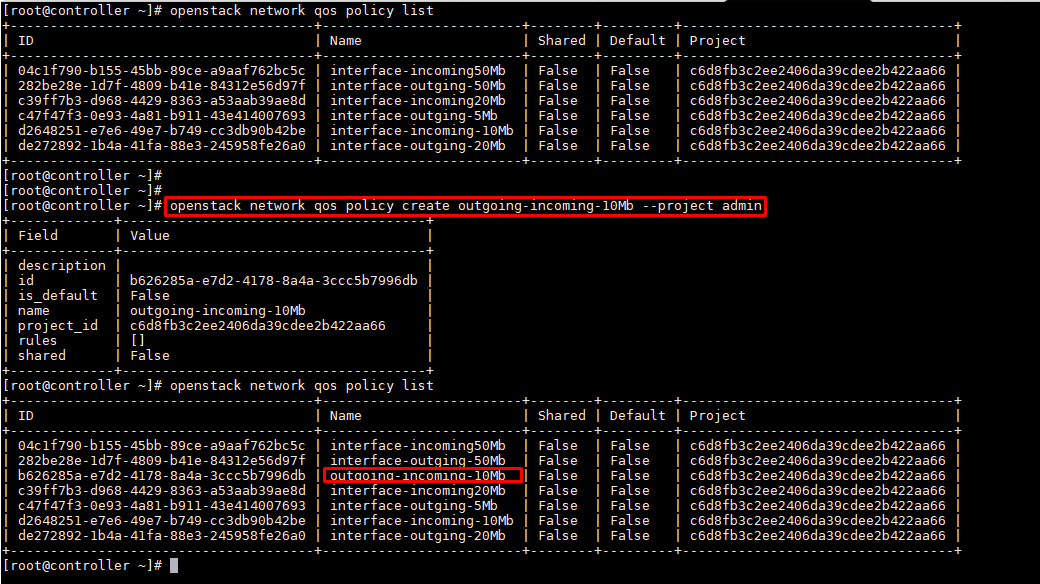 [root@controller ~]# openstack network qos policy list
+--------------------------------------+-------------------------+--------+---------+----------------------------------+
| ID                                   | Name                    | Shared | Default | Project                          |
+--------------------------------------+-------------------------+--------+---------+----------------------------------+
| 04c1f790-b155-45bb-89ce-a9aaf762bc5c | interface-incoming50Mb  | False  | False   | c6d8fb3c2ee2406da39cdee2b422aa66 |
| 282be28e-1d7f-4809-b41e-84312e56d97f | interface-outging-50Mb  | False  | False   | c6d8fb3c2ee2406da39cdee2b422aa66 |
| c39ff7b3-d968-4429-8363-a53aab39ae8d | interface-incoming20Mb  | False  | False   | c6d8fb3c2ee2406da39cdee2b422aa66 |
| c47f47f3-0e93-4a81-b911-43e414007693 | interface-outging-5Mb   | False  | False   | c6d8fb3c2ee2406da39cdee2b422aa66 |
| d2648251-e7e6-49e7-b749-cc3db90b42be | interface-incoming-10Mb | False  | False   | c6d8fb3c2ee2406da39cdee2b422aa66 |
| de272892-1b4a-41fa-88e3-245958fe26a0 | interface-outging-20Mb  | False  | False   | c6d8fb3c2ee2406da39cdee2b422aa66 |
+--------------------------------------+-------------------------+--------+---------+----------------------------------+
[root@controller ~]#
[root@controller ~]#
[root@controller ~]# openstack network qos policy create outgoing-incoming-10Mb --project admin
+-------------+--------------------------------------+
| Field       | Value                                |
+-------------+--------------------------------------+
| description |                                      |
| id          | b626285a-e7d2-4178-8a4a-3ccc5b7996db |
| is_default  | False                                |
| name        | outgoing-incoming-10Mb               |
| project_id  | c6d8fb3c2ee2406da39cdee2b422aa66     |
| rules       | []                                   |
| shared      | False                                |
+-------------+--------------------------------------+
[root@controller ~]# openstack network qos policy list
+--------------------------------------+-------------------------+--------+---------+----------------------------------+
| ID                                   | Name                    | Shared | Default | Project                          |
+--------------------------------------+-------------------------+--------+---------+----------------------------------+
| 04c1f790-b155-45bb-89ce-a9aaf762bc5c | interface-incoming50Mb  | False  | False   | c6d8fb3c2ee2406da39cdee2b422aa66 |
| 282be28e-1d7f-4809-b41e-84312e56d97f | interface-outging-50Mb  | False  | False   | c6d8fb3c2ee2406da39cdee2b422aa66 |
| b626285a-e7d2-4178-8a4a-3ccc5b7996db | outgoing-incoming-10Mb  | False  | False   | c6d8fb3c2ee2406da39cdee2b422aa66 |
| c39ff7b3-d968-4429-8363-a53aab39ae8d | interface-incoming20Mb  | False  | False   | c6d8fb3c2ee2406da39cdee2b422aa66 |
| c47f47f3-0e93-4a81-b911-43e414007693 | interface-outging-5Mb   | False  | False   | c6d8fb3c2ee2406da39cdee2b422aa66 |
| d2648251-e7e6-49e7-b749-cc3db90b42be | interface-incoming-10Mb | False  | False   | c6d8fb3c2ee2406da39cdee2b422aa66 |
| de272892-1b4a-41fa-88e3-245958fe26a0 | interface-outging-20Mb  | False  | False   | c6d8fb3c2ee2406da39cdee2b422aa66 |
+--------------------------------------+-------------------------+--------+---------+----------------------------------+
[root@controller ~]#